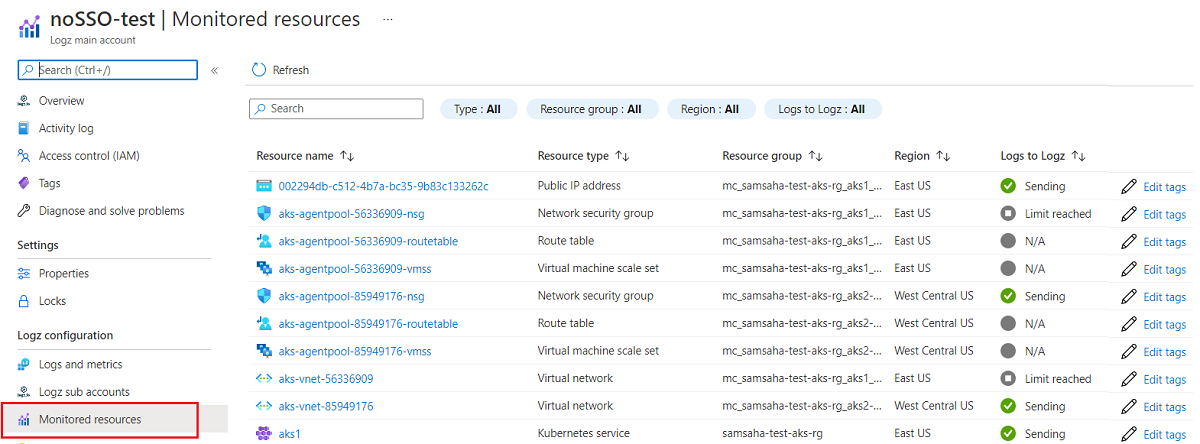 noSSO-test | Monitored resources ...
Logz main account
Search (Ctrl+/) «
Overview
Activity log
Access control (IAM)
Tags
Diagnose and solve problems
Settings
Properties
Locks
Logz configuration
Logs and metrics
Logz sub accounts
Monitored resources
Refresh
Search Type : All Resource group : All Region : All Logs to Logz : All
Resource name ↑↓ Resource type ↑↓ Resource group ↑↓ Region ↑↓ Logs to Logz ↑↓
002294db-c512-4b7a-bc35-9b83c133262c Public IP address mc_samsaha-test-aks-rg_aks1_... East US Sending Edit tags
aks-agentpool-56336909-nsg Network security group mc_samsaha-test-aks-rg_aks1_... East US Limit reached Edit tags
aks-agentpool-56336909-routetable Route table mc_samsaha-test-aks-rg_aks1_... East US N/A Edit tags
aks-agentpool-56336909-vmss Virtual machine scale set mc_samsaha-test-aks-rg_aks1_... East US N/A Edit tags
aks-agentpool-85949176-nsg Network security group mc_samsaha-test-aks-rg_aks2-... West Central US Sending Edit tags
aks-agentpool-85949176-routetable Route table mc_samsaha-test-aks-rg_aks2-... West Central US N/A Edit tags
aks-agentpool-85949176-vmss Virtual machine scale set mc_samsaha-test-aks-rg_aks2-... West Central US N/A Edit tags
aks-vnet-56336909 Virtual network mc_samsaha-test-aks-rg_aks1_... East US Limit reached Edit tags
aks-vnet-85949176 Virtual network mc_samsaha-test-aks-rg_aks2-... West Central US Sending Edit tags
aks1 Kubernetes service samsaha-test-aks-rg East US Sending Edit tags